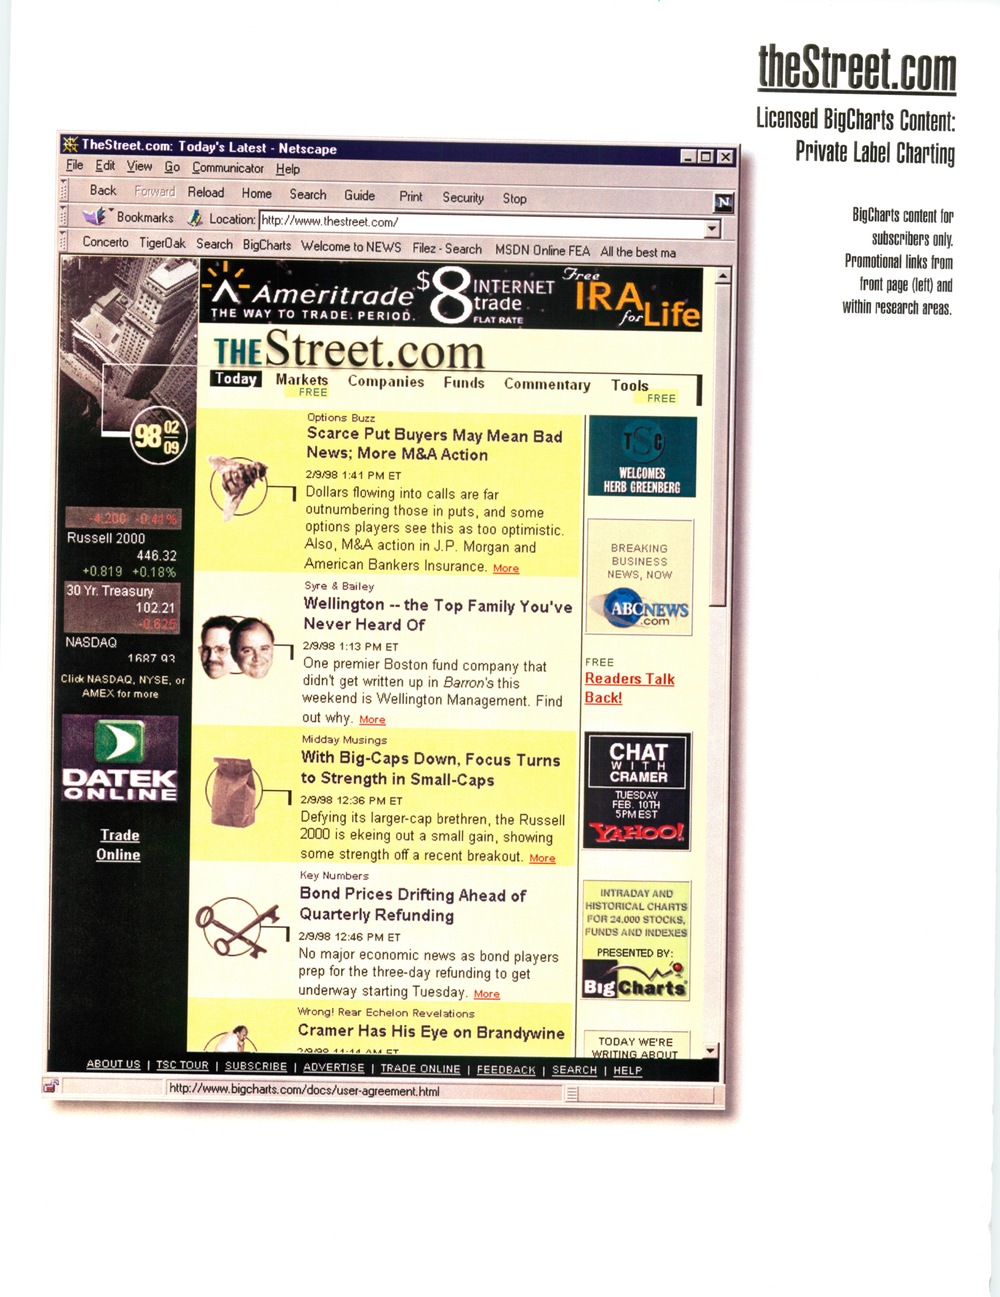 theStreet.com
Licensed BigCharts Content:
Private Label Charting
BigCharts content for
subscribers only.
Promotional links from
front page (left) and
within research areas.
TheStreet.com: Today's Latest - Netscape
File Edit View Go Communicator Help
Back Forward Reload Home Search Guide Print Security Stop
N
Bookmarks Location: http://www.thestreet.com/
Concerto TigerOak Search BigCharts Welcome to NEWS Filez - Search MSDN Online FEA All the best ma
Ameritrade
THE WAY TO TRADE. PERIOD.
$8 INTERNET
trade
FLAT RATE
Free
IRA
for Life
THEStreet.com
Today Markets Companies Funds Commentary Tools
FREE FREE
98 02
09
-4.200 -0.41%
Russell 2000
446.32
+0.819 +0.18%
30 Yr. Treasury
102.21
-0.625
NASDAQ
1687.93
Click NASDAQ, NYSE, or
AMEX for more
DATEK
ONLINE
Trade
Online
Options Buzz
Scarce Put Buyers May Mean Bad
News; More M&A Action
2/9/98 1:41 PM ET
Dollars flowing into calls are far
outnumbering those in puts, and some
options players see this as too optimistic.
Also, M&A action in J.P. Morgan and
American Bankers Insurance. More
Syre & Bailey
Wellington -- the Top Family You've
Never Heard Of
2/9/98 1:13 PM ET
One premier Boston fund company that
didn't get written up in Barron's this
weekend is Wellington Management. Find
out why. More
Midday Musings
With Big-Caps Down, Focus Turns
to Strength in Small-Caps
2/9/98 12:36 PM ET
Defying its larger-cap brethren, the Russell
2000 is ekeing out a small gain, showing
some strength off a recent breakout. More
Key Numbers
Bond Prices Drifting Ahead of
Quarterly Refunding
2/9/98 12:46 PM ET
No major economic news as bond players
prep for the three-day refunding to get
underway starting Tuesday. More
Wrong! Rear Echelon Revelations
Cramer Has His Eye on Brandywine
2/9/98 11:14 AM ET
TSC
WELCOMES
HERB GREENBERG
BREAKING
BUSINESS
NEWS, NOW
ABCNEWS
.com
FREE
Readers Talk
Back!
CHAT
WITH
CRAMER
TUESDAY
FEB. 10TH
5PM EST
YAHOO!
INTRADAY AND
HISTORICAL CHARTS
FOR 24,000 STOCKS,
FUNDS AND INDEXES
PRESENTED BY:
BigCharts
TODAY WE'RE
WRITING ABOUT
ABOUT US | TSC TOUR | SUBSCRIBE | ADVERTISE | TRADE ONLINE | FEEDBACK | SEARCH | HELP
http://www.bigcharts.com/docs/user-agreement.html